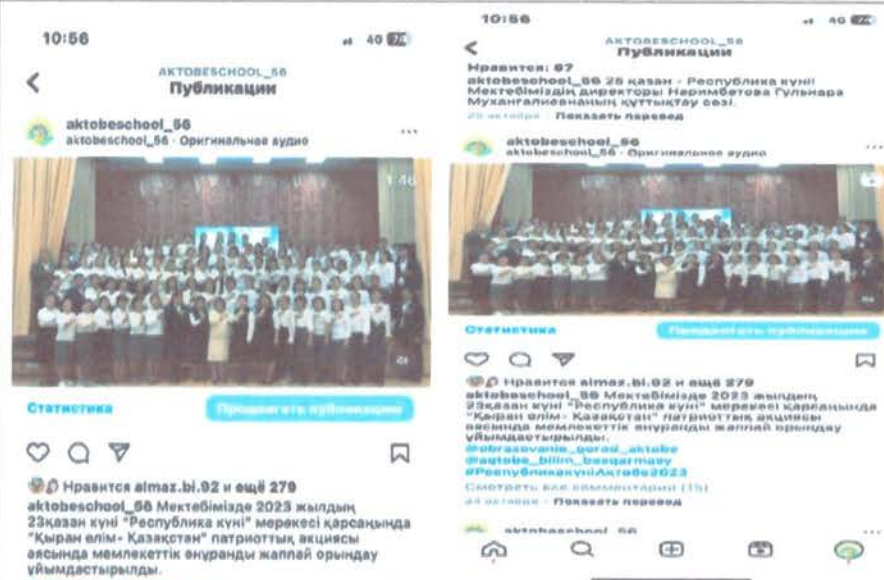 10:56
40
AKTOBESCHOOL_56
Публикации
aktobeschool_56
aktobeschool_56 · Оригинальное аудио
1:46
Статистика
Продвигать публикацию
Нравится almaz.bi.92 и ещё 279
aktobeschool_56 Мектебімізде 2023 жылдың
23қазан күні "Республика күні" мерекесі қарсаңында
"Қыран елім- Қазақстан" патриоттық акциясы
аясында мемлекеттік әнұранды жаппай орындау
ұйымдастырылды.
10:56
40
AKTOBESCHOOL_56
Публикации
Нравится: 67
aktobeschool_56 25 қазан - Республика күні!
Мектебіміздің директоры Наримбетова Гульнара
Мухангалиевнаның құттықтау сөзі.
25 октября · Показать перевод
aktobeschool_56
aktobeschool_56 · Оригинальное аудио
Статистика
Продвигать публикацию
Нравится almaz.bi.92 и ещё 279
aktobeschool_56 Мектебімізде 2023 жылдың
23қазан күні "Республика күні" мерекесі қарсаңында
"Қыран елім- Қазақстан" патриоттық акциясы
аясында мемлекеттік әнұранды жаппай орындау
ұйымдастырылды.
@obrazovanie_gorod_aktobe
@aqtobe_bilim_basqarmasy
#РеспубликакүніАқтөбе2023
Смотреть все комментарии (15)
24 октября · Показать перевод
aktobeschool_56